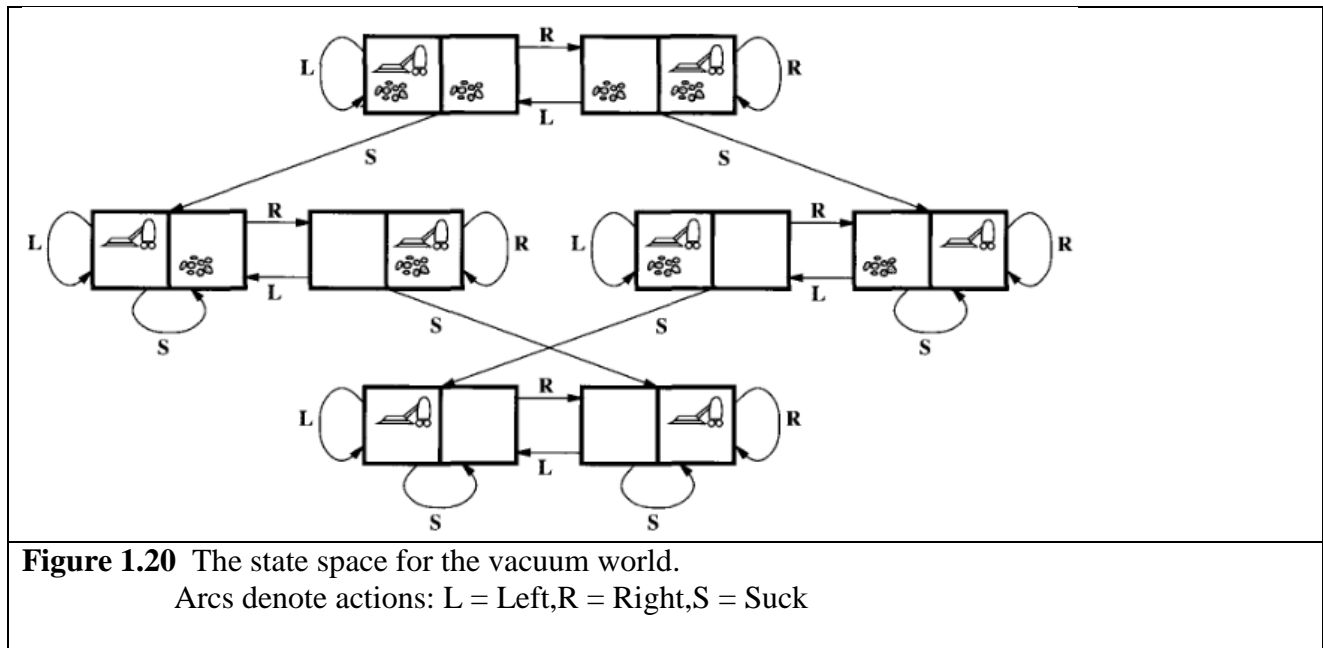 R
L R
L
S S
R R
L R L R
L L
S S S S
R
L R
L
S S
Figure 1.20 The state space for the vacuum world.
Arcs denote actions: L = Left,R = Right,S = Suck